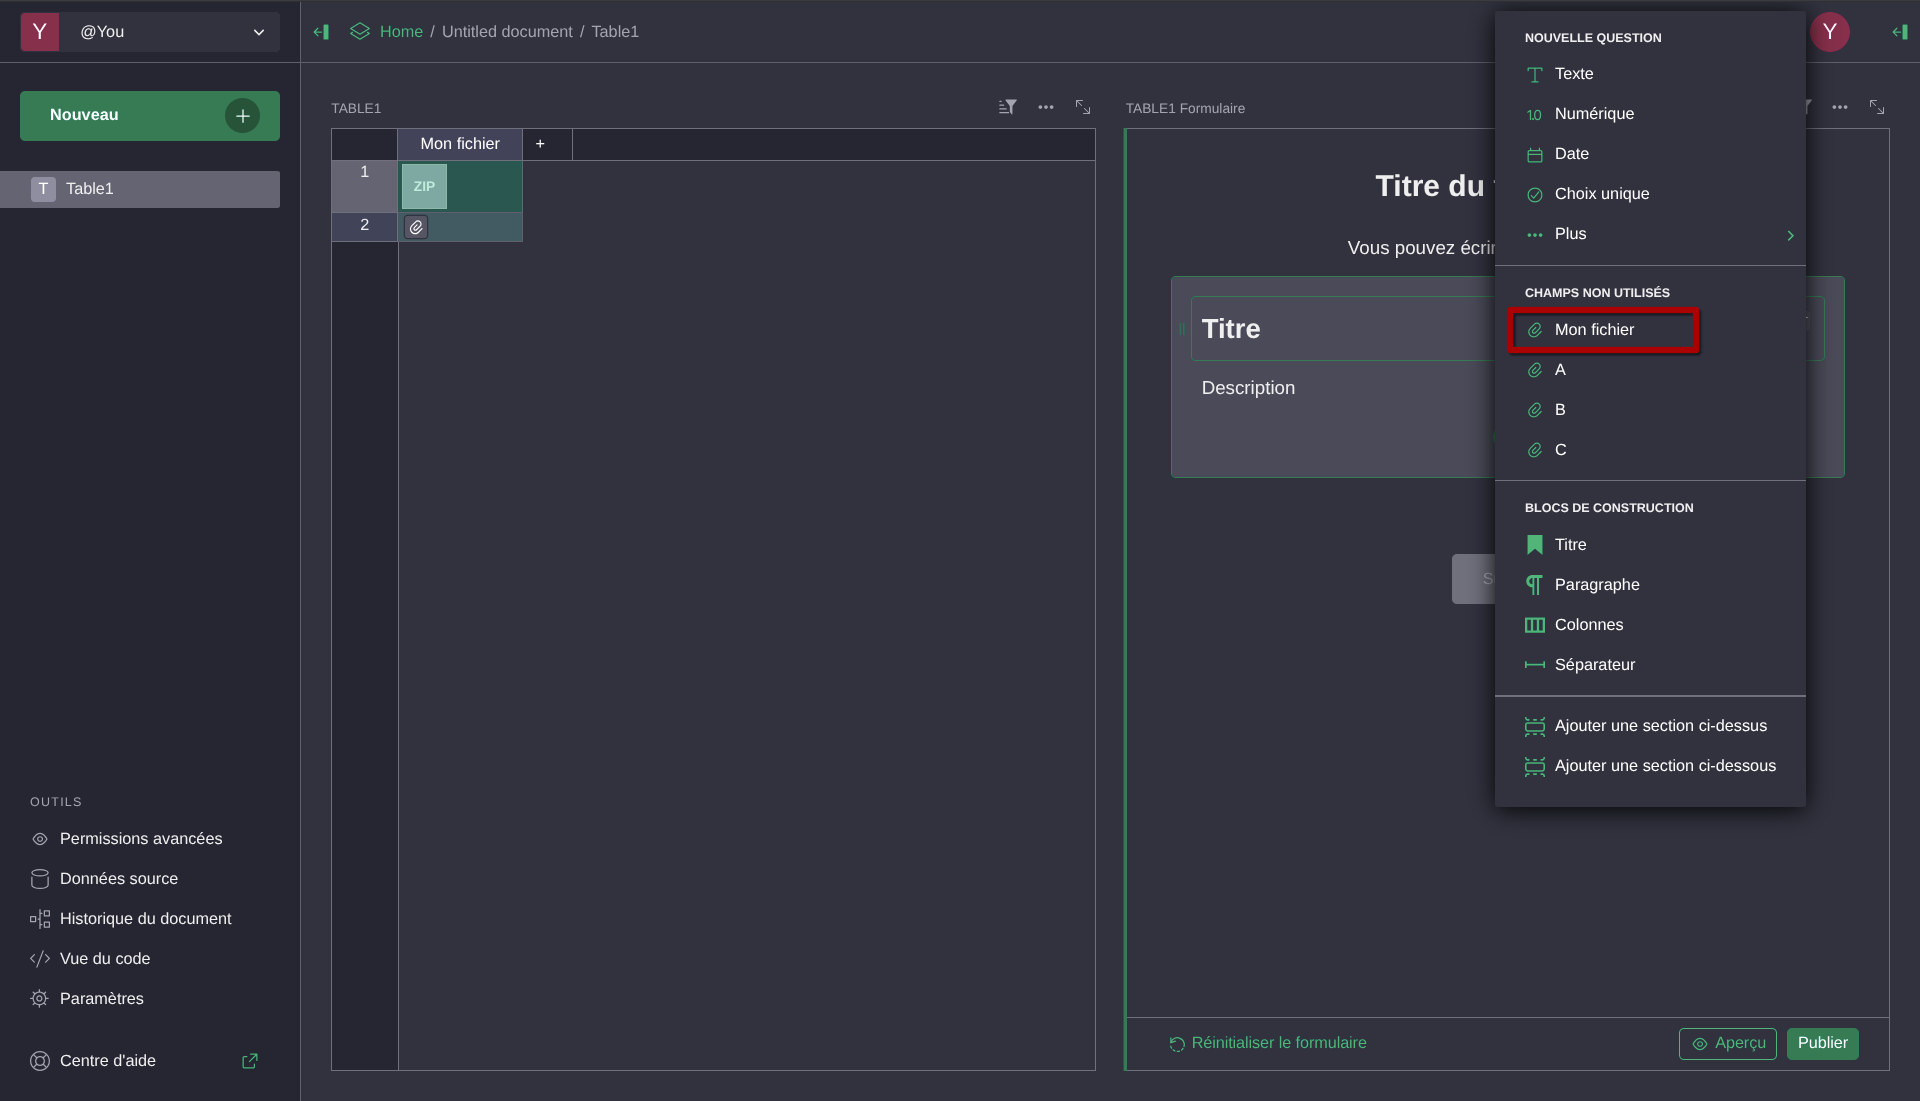 Y
@You
Home / Untitled document / Table1
Y
Nouveau
T Table1
OUTILS
Permissions avancées
Données source
Historique du document
Vue du code
Paramètres
Centre d'aide
TABLE1
Mon fichier +
1 ZIP
2
TABLE1 Formulaire
Titre du
Vous pouvez écrir
Titre
Description
S
Réinitialiser le formulaire
Aperçu
Publier
NOUVELLE QUESTION
Texte
1.0 Numérique
Date
Choix unique
Plus
CHAMPS NON UTILISÉS
Mon fichier
A
B
C
BLOCS DE CONSTRUCTION
Titre
Paragraphe
Colonnes
Séparateur
Ajouter une section ci-dessus
Ajouter une section ci-dessous